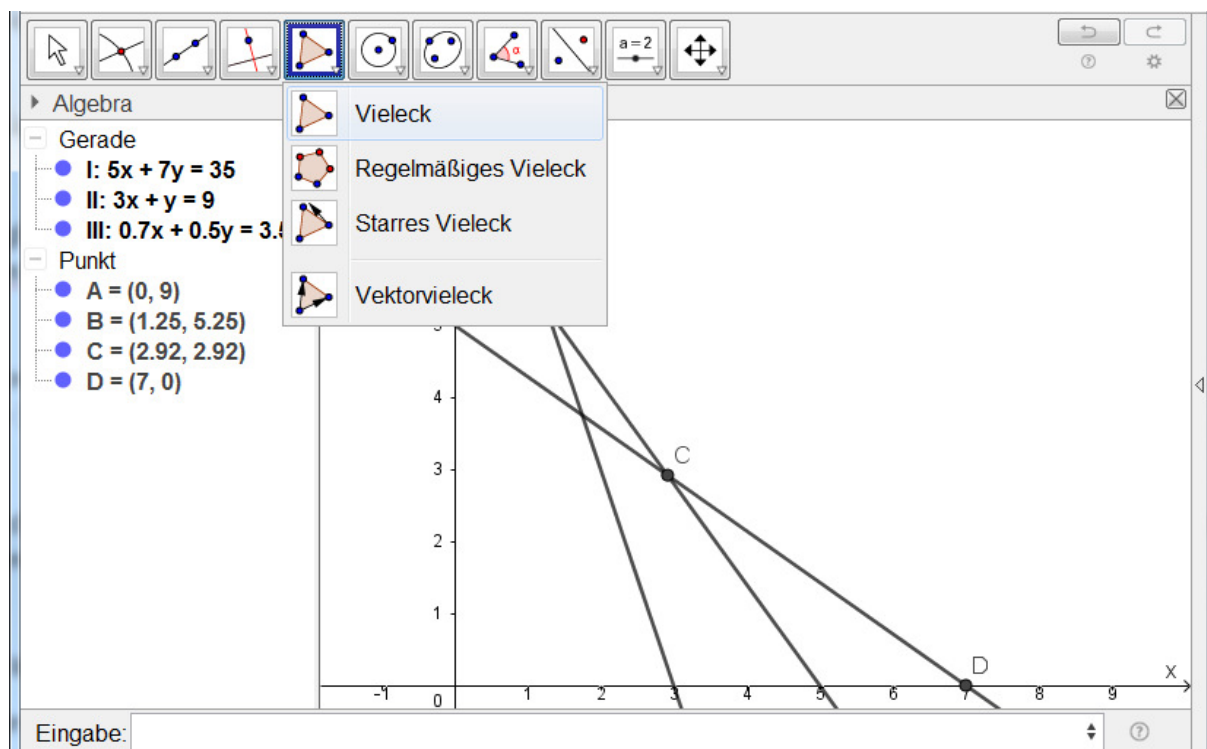 a=2
α
Algebra
Gerade
I: 5x + 7y = 35
II: 3x + y = 9
III: 0.7x + 0.5y = 3.5
Punkt
A = (0, 9)
B = (1.25, 5.25)
C = (2.92, 2.92)
D = (7, 0)
Vieleck
Regelmäßiges Vieleck
Starres Vieleck
Vektorvieleck
5
4
3
2
1
0
C
D
x
-1 1 2 3 4 5 6 7 8 9
Eingabe: